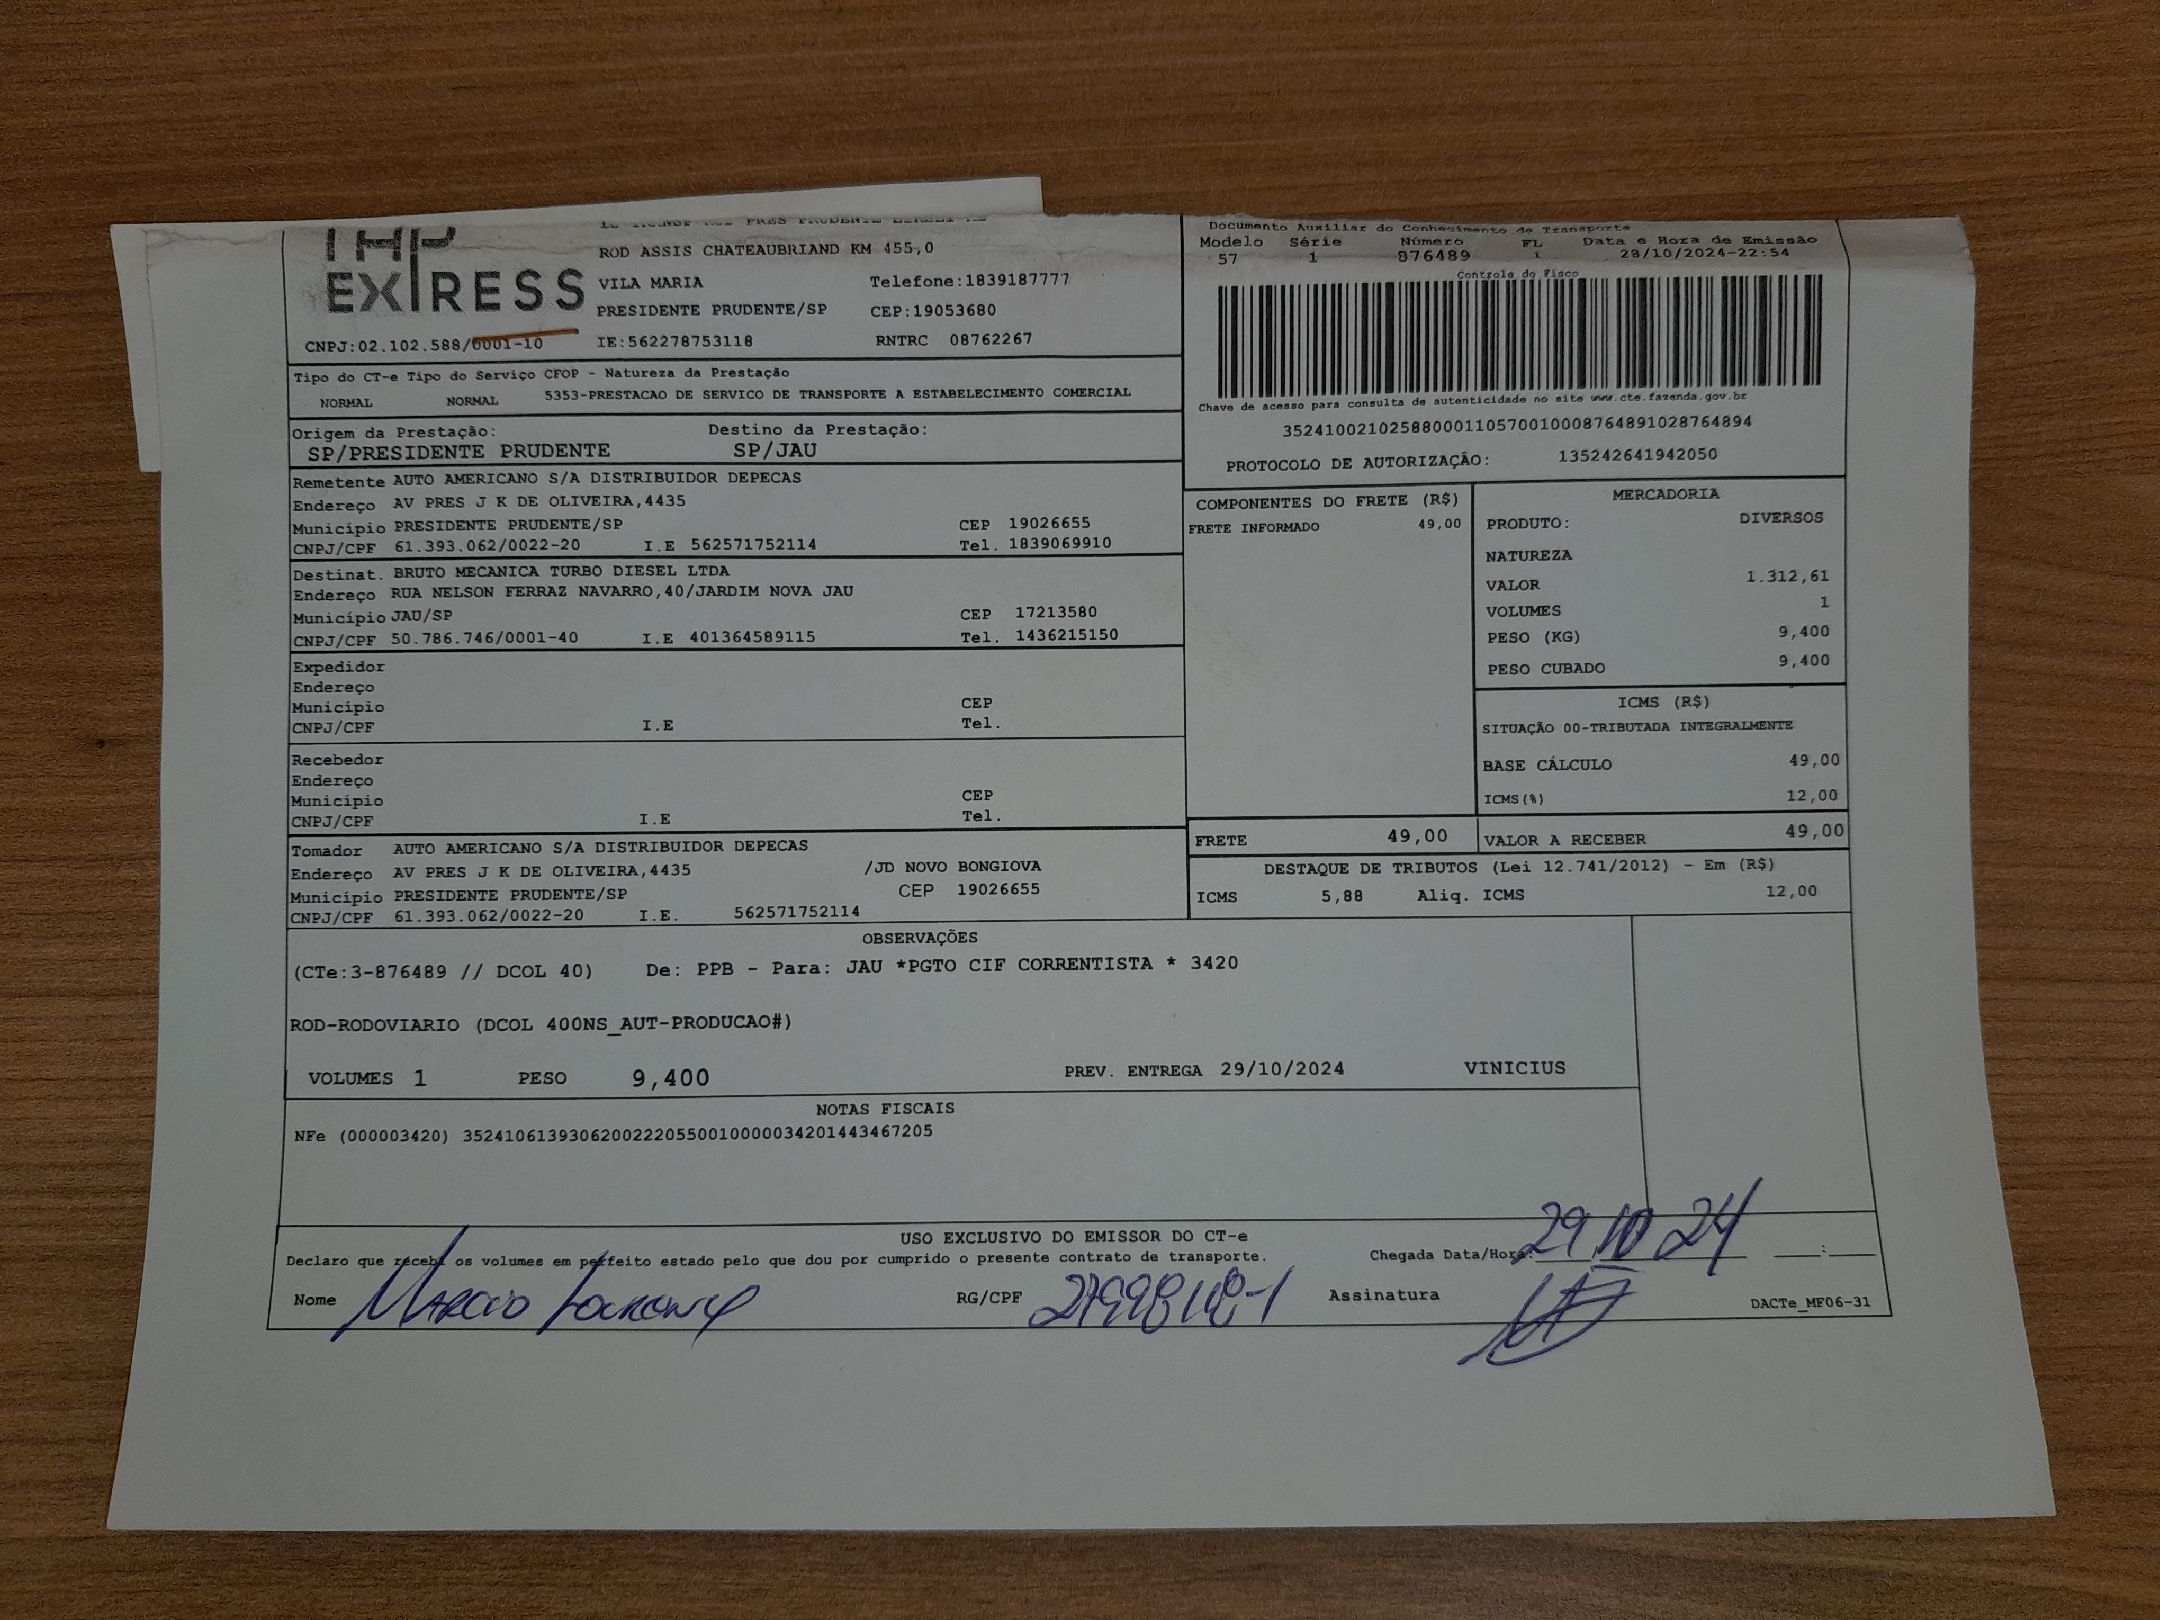 EXPRESS
CNPJ:02.102.588/0001-10
ROD ASSIS CHATEAUBRIAND KM 455,0
VILA MARIA Telefone:1839187777
PRESIDENTE PRUDENTE/SP CEP:19053680
IE:562278753118 RNTRC 08762267
Documento Auxiliar do Conhecimento de Transporte
Modelo Série Número FL Data e Hora de Emissão
57 1 876489 1 28/10/2024-22:54
Controle do Fisco
Chave de acesso para consulta de autenticidade no site www.cte.fazenda.gov.br
35241002102588000110570010008764891028764894
PROTOCOLO DE AUTORIZAÇÃO: 135242641942050
Tipo do CT-e Tipo do Serviço CFOP - Natureza da Prestação
NORMAL NORMAL 5353-PRESTACAO DE SERVICO DE TRANSPORTE A ESTABELECIMENTO COMERCIAL
Origem da Prestação: Destino da Prestação:
SP/PRESIDENTE PRUDENTE SP/JAU
Remetente AUTO AMERICANO S/A DISTRIBUIDOR DEPECAS
Endereço AV PRES J K DE OLIVEIRA,4435
Município PRESIDENTE PRUDENTE/SP CEP 19026655
CNPJ/CPF 61.393.062/0022-20 I.E 562571752114 Tel. 1839069910
Destinat. BRUTO MECANICA TURBO DIESEL LTDA
Endereço RUA NELSON FERRAZ NAVARRO,40/JARDIM NOVA JAU
Município JAU/SP CEP 17213580
CNPJ/CPF 50.786.746/0001-40 I.E 401364589115 Tel. 1436215150
Expedidor
Endereço
Município CEP
CNPJ/CPF I.E Tel.
Recebedor
Endereço
Município CEP
CNPJ/CPF I.E Tel.
Tomador AUTO AMERICANO S/A DISTRIBUIDOR DEPECAS
Endereço AV PRES J K DE OLIVEIRA,4435 /JD NOVO BONGIOVA
Município PRESIDENTE PRUDENTE/SP CEP 19026655
CNPJ/CPF 61.393.062/0022-20 I.E. 562571752114
COMPONENTES DO FRETE (R$)
FRETE INFORMADO 49,00
MERCADORIA
PRODUTO: DIVERSOS
NATUREZA
VALOR 1.312,61
VOLUMES 1
PESO (KG) 9,400
PESO CUBADO 9,400
ICMS (R$)
SITUAÇÃO 00-TRIBUTADA INTEGRALMENTE
BASE CÁLCULO 49,00
ICMS(%) 12,00
FRETE 49,00 VALOR A RECEBER 49,00
DESTAQUE DE TRIBUTOS (Lei 12.741/2012) - Em (R$)
ICMS 5,88 Aliq. ICMS 12,00
OBSERVAÇÕES
(CTe:3-876489 // DCOL 40) De: PPB - Para: JAU *PGTO CIF CORRENTISTA * 3420
ROD-RODOVIARIO (DCOL 400NS_AUT-PRODUCAO#)
VOLUMES 1 PESO 9,400 PREV. ENTREGA 29/10/2024 VINICIUS
NOTAS FISCAIS
NFe (000003420) 35241061393062002220550010000034201443467205
USO EXCLUSIVO DO EMISSOR DO CT-e
Declaro que recebi os volumes em perfeito estado pelo que dou por cumprido o presente contrato de transporte. Chegada Data/Hora: 29 10 24 :
Nome Marcio RG/CPF Assinatura DACTe_MF06-31